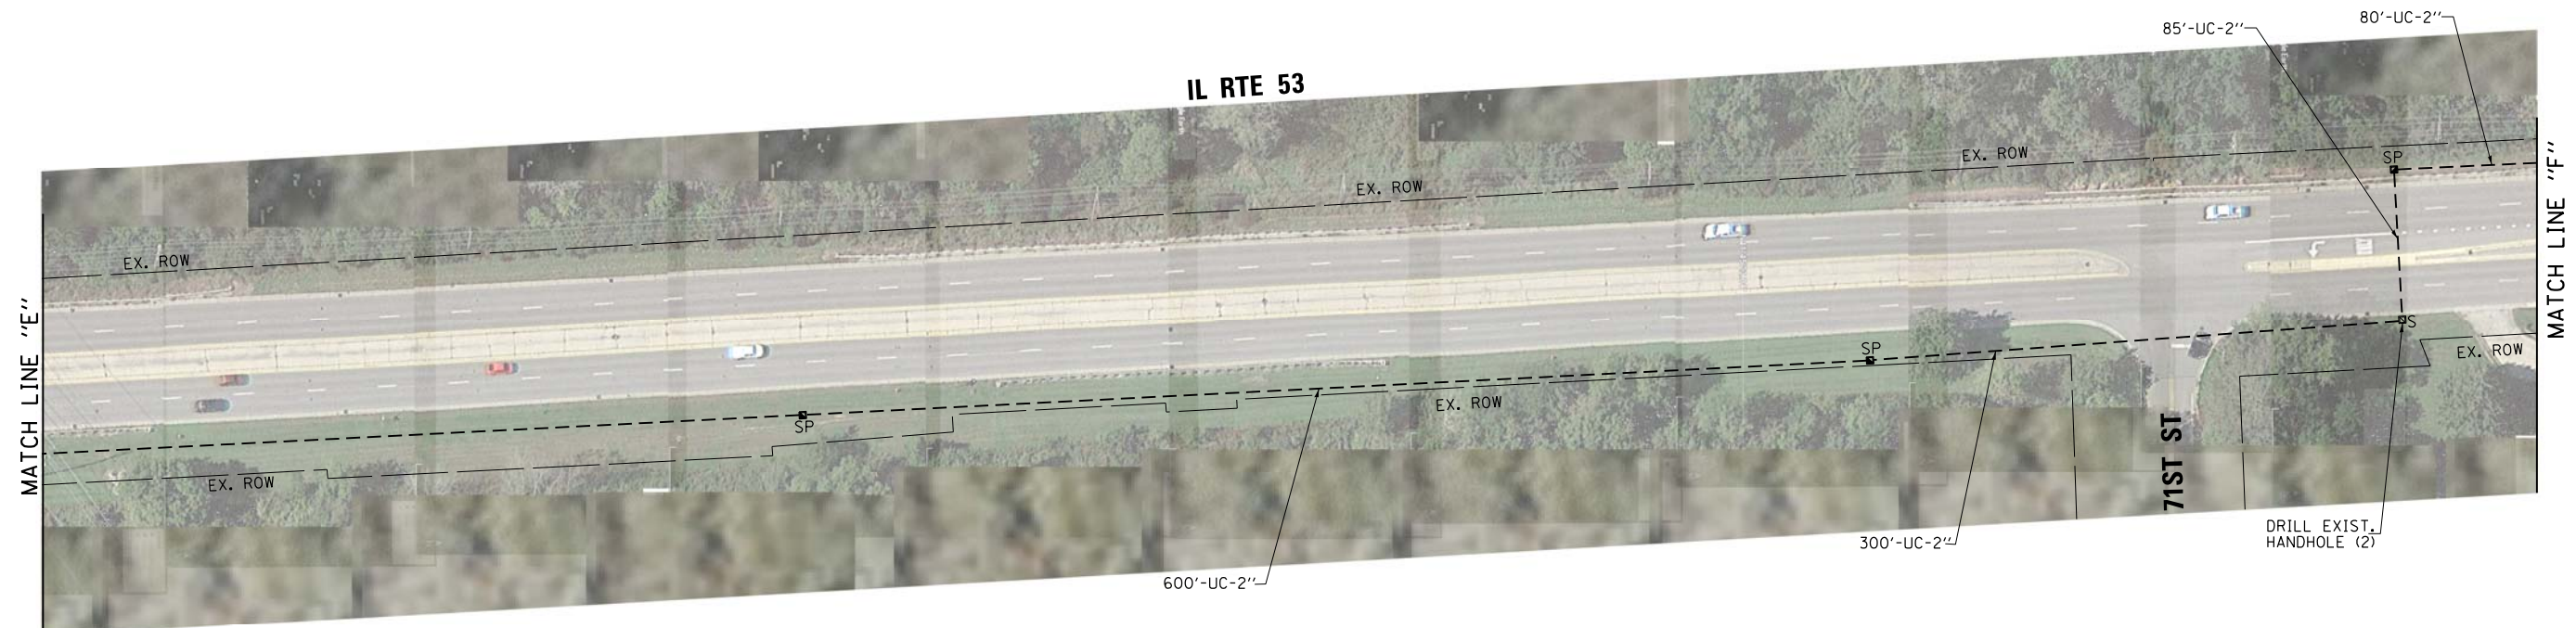 80'-UC-2"
85'-UC-2"
IL RTE 53
EX. ROW
SP
EX. ROW
EX. ROW
MATCH LINE "F"
MATCH LINE "E"
S
SP
EX. ROW
EX. ROW
SP
EX. ROW
71ST ST
DRILL EXIST.
HANDHOLE (2)
300'-UC-2"
600'-UC-2"